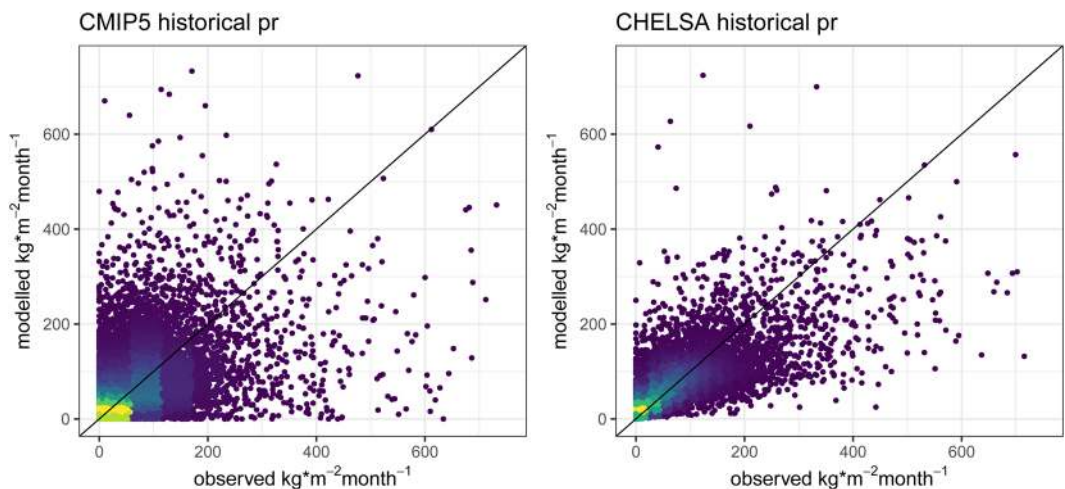 CMIP5 historical pr
modelled kg*m⁻²month⁻¹
600
400
200
0
0 200 400 600
observed kg*m⁻²month⁻¹
CHELSA historical pr
modelled kg*m⁻²month⁻¹
600
400
200
0
0 200 400 600
observed kg*m⁻²month⁻¹